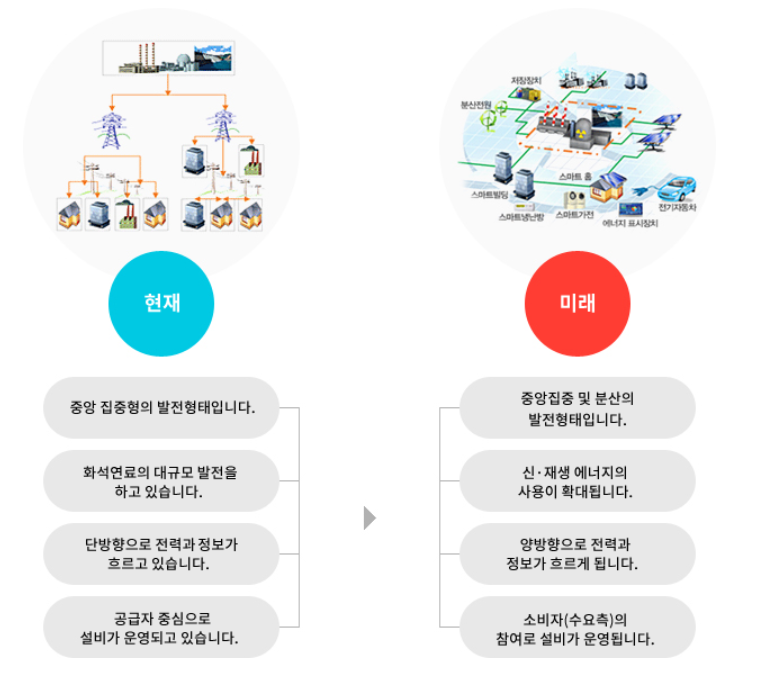 저장장치
분산전원
스마트 홈
스마트빌딩
스마트냉난방
스마트가전
에너지 표시장치
전기자동차
현재
미래
중앙 집중형의 발전형태입니다.
화석연료의 대규모 발전을
하고 있습니다.
단방향으로 전력과 정보가
흐르고 있습니다.
공급자 중심으로
설비가 운영되고 있습니다.
중앙집중 및 분산의
발전형태입니다.
신·재생 에너지의
사용이 확대됩니다.
양방향으로 전력과
정보가 흐르게 됩니다.
소비자(수요측)의
참여로 설비가 운영됩니다.